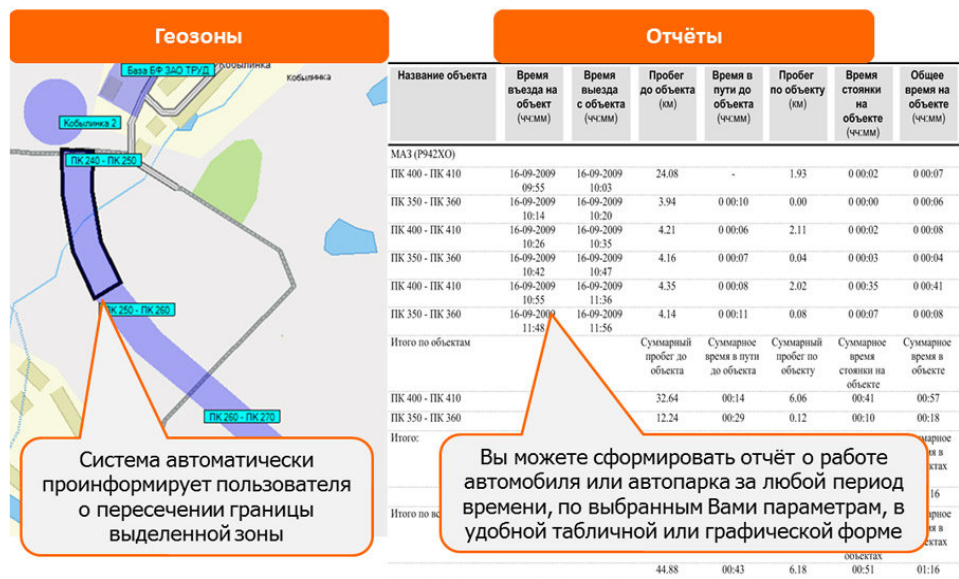 Геозоны
Отчёты
База БФ ЗАО ТРУД
Кобылинка
Кобылинка
Кобылинка 2
ПК 240 - ПК 250
ПК 250 - ПК 260
ПК 260 - ПК 270
Система автоматически
проинформирует пользователя
о пересечении границы
выделенной зоны
Название объекта Время въезда на объект (чч:мм) Время выезда с объекта (чч:мм) Пробег до объекта (км) Время в пути до объекта (чч:мм) Пробег по объекту (км) Время стоянки на объекте (чч:мм) Общее время на объекте (чч:мм)
МАЗ (Р942ХО)
ПК 400 - ПК 410 16-09-2009 16-09-2009 24.08 - 1.93 0 00:02 0 00:07
09:55 10:03
ПК 350 - ПК 360 16-09-2009 16-09-2009 3.94 0 00:10 0.00 0 00:00 0 00:06
10:14 10:20
ПК 400 - ПК 410 16-09-2009 16-09-2009 4.21 0 00:06 2.11 0 00:02 0 00:08
10:26 10:35
ПК 350 - ПК 360 16-09-2009 16-09-2009 4.16 0 00:07 0.04 0 00:03 0 00:04
10:42 10:47
ПК 400 - ПК 410 16-09-2009 16-09-2009 4.35 0 00:08 2.02 0 00:35 0 00:41
10:55 11:36
ПК 350 - ПК 360 16-09-2009 16-09-2009 4.14 0 00:11 0.08 0 00:07 0 00:08
11:48 11:56
Итого по объектам Суммарный пробег до объекта Суммарное время в пути до объекта Суммарный пробег по объекту Суммарное время стоянки на объекте Суммарное время в объекте
ПК 400 - ПК 410 32.64 00:14 6.06 00:41 00:57
ПК 350 - ПК 360 12.24 00:29 0.12 00:10 00:18
Итого:
Вы можете сформировать отчёт о работе
автомобиля или автопарка за любой период
времени, по выбранным Вами параметрам, в
удобной табличной или графической форме
Итого по
объектах
44.88 00:43 6.18 00:51 01:16